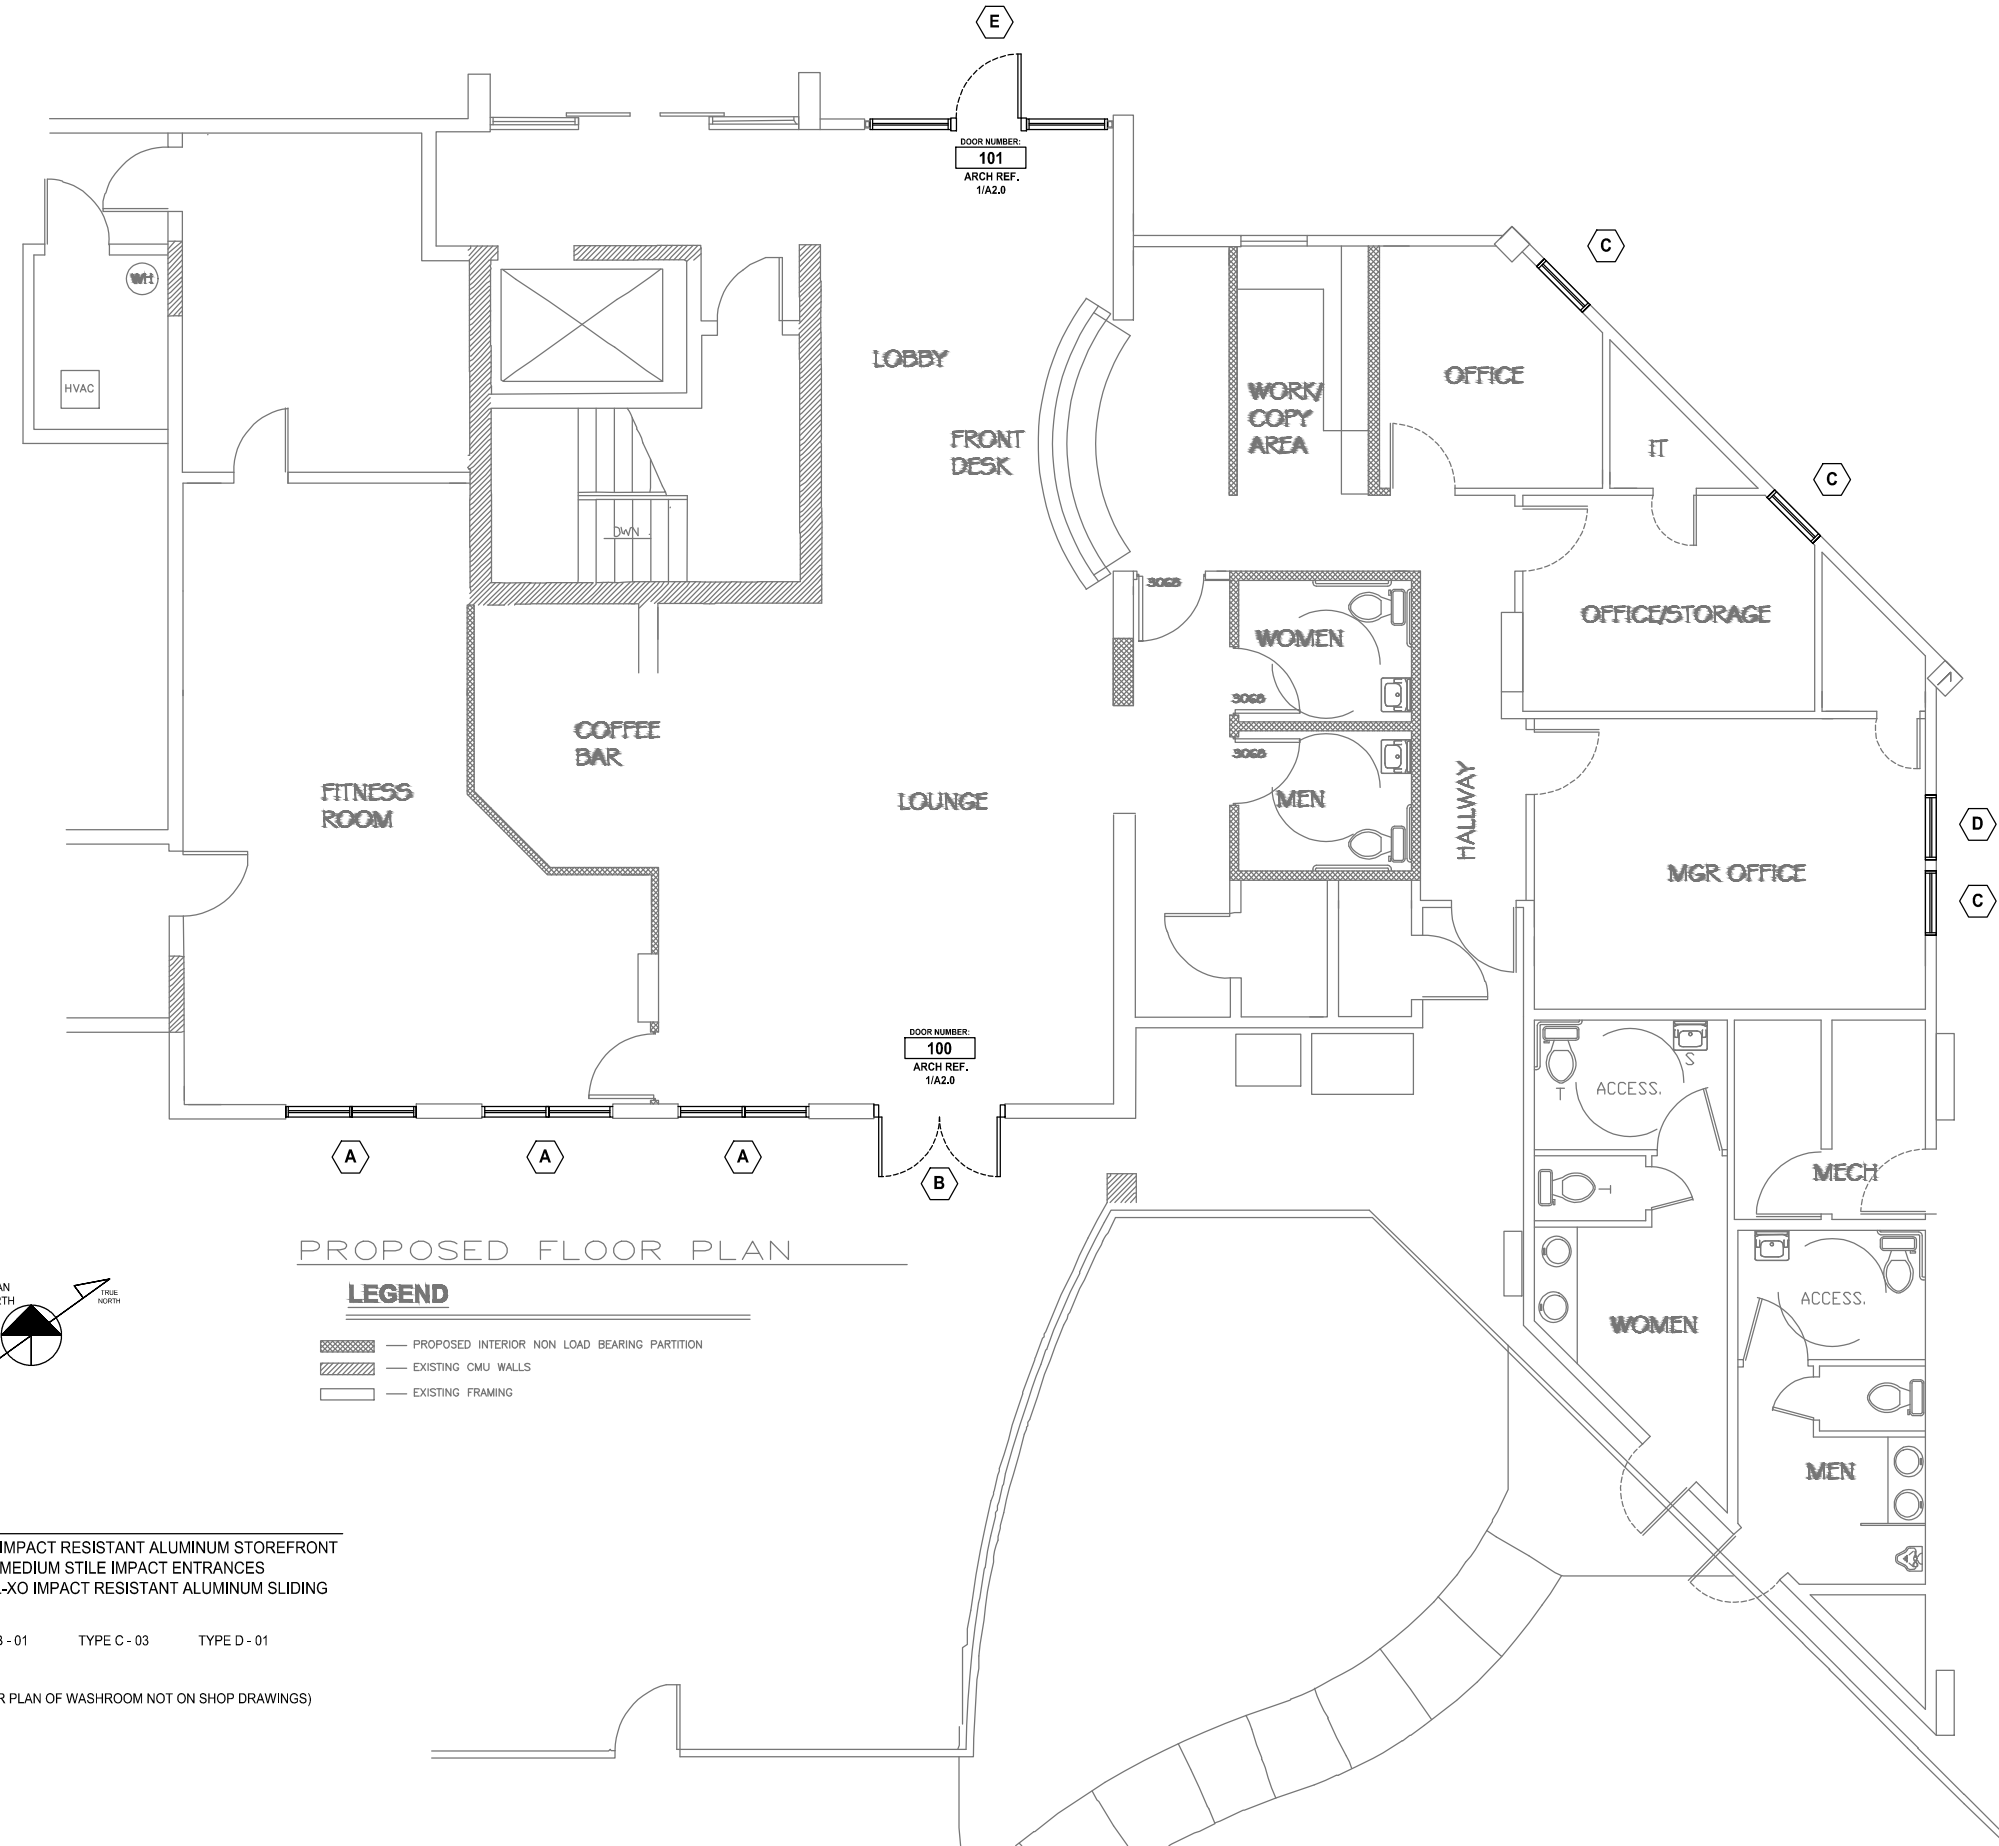 E
DOOR NUMBER:
101
ARCH REF.
1/A2.0
C
WH
HVAC
LOBBY
OFFICE
WORK/
COPY
AREA
FRONT
DESK
IT
C
DWN
3068
OFFICE/STORAGE
WOMEN
3068
COFFEE
BAR
3068
FITNESS
ROOM
LOUNGE
MEN
HALLWAY
D
MGR OFFICE
C
DOOR NUMBER:
100
ARCH REF.
1/A2.0
S
T
ACCESS.
A
A
A
B
MECH
T
PROPOSED FLOOR PLAN
LEGEND
TRUE
NORTH
ACCESS.
WOMEN
PROPOSED INTERIOR NON LOAD BEARING PARTITION
EXISTING CMU WALLS
EXISTING FRAMING
MEN
IMPACT RESISTANT ALUMINUM STOREFRONT
MEDIUM STILE IMPACT ENTRANCES
-XO IMPACT RESISTANT ALUMINUM SLIDING
- 01 TYPE C - 03 TYPE D - 01
PLAN OF WASHROOM NOT ON SHOP DRAWINGS)